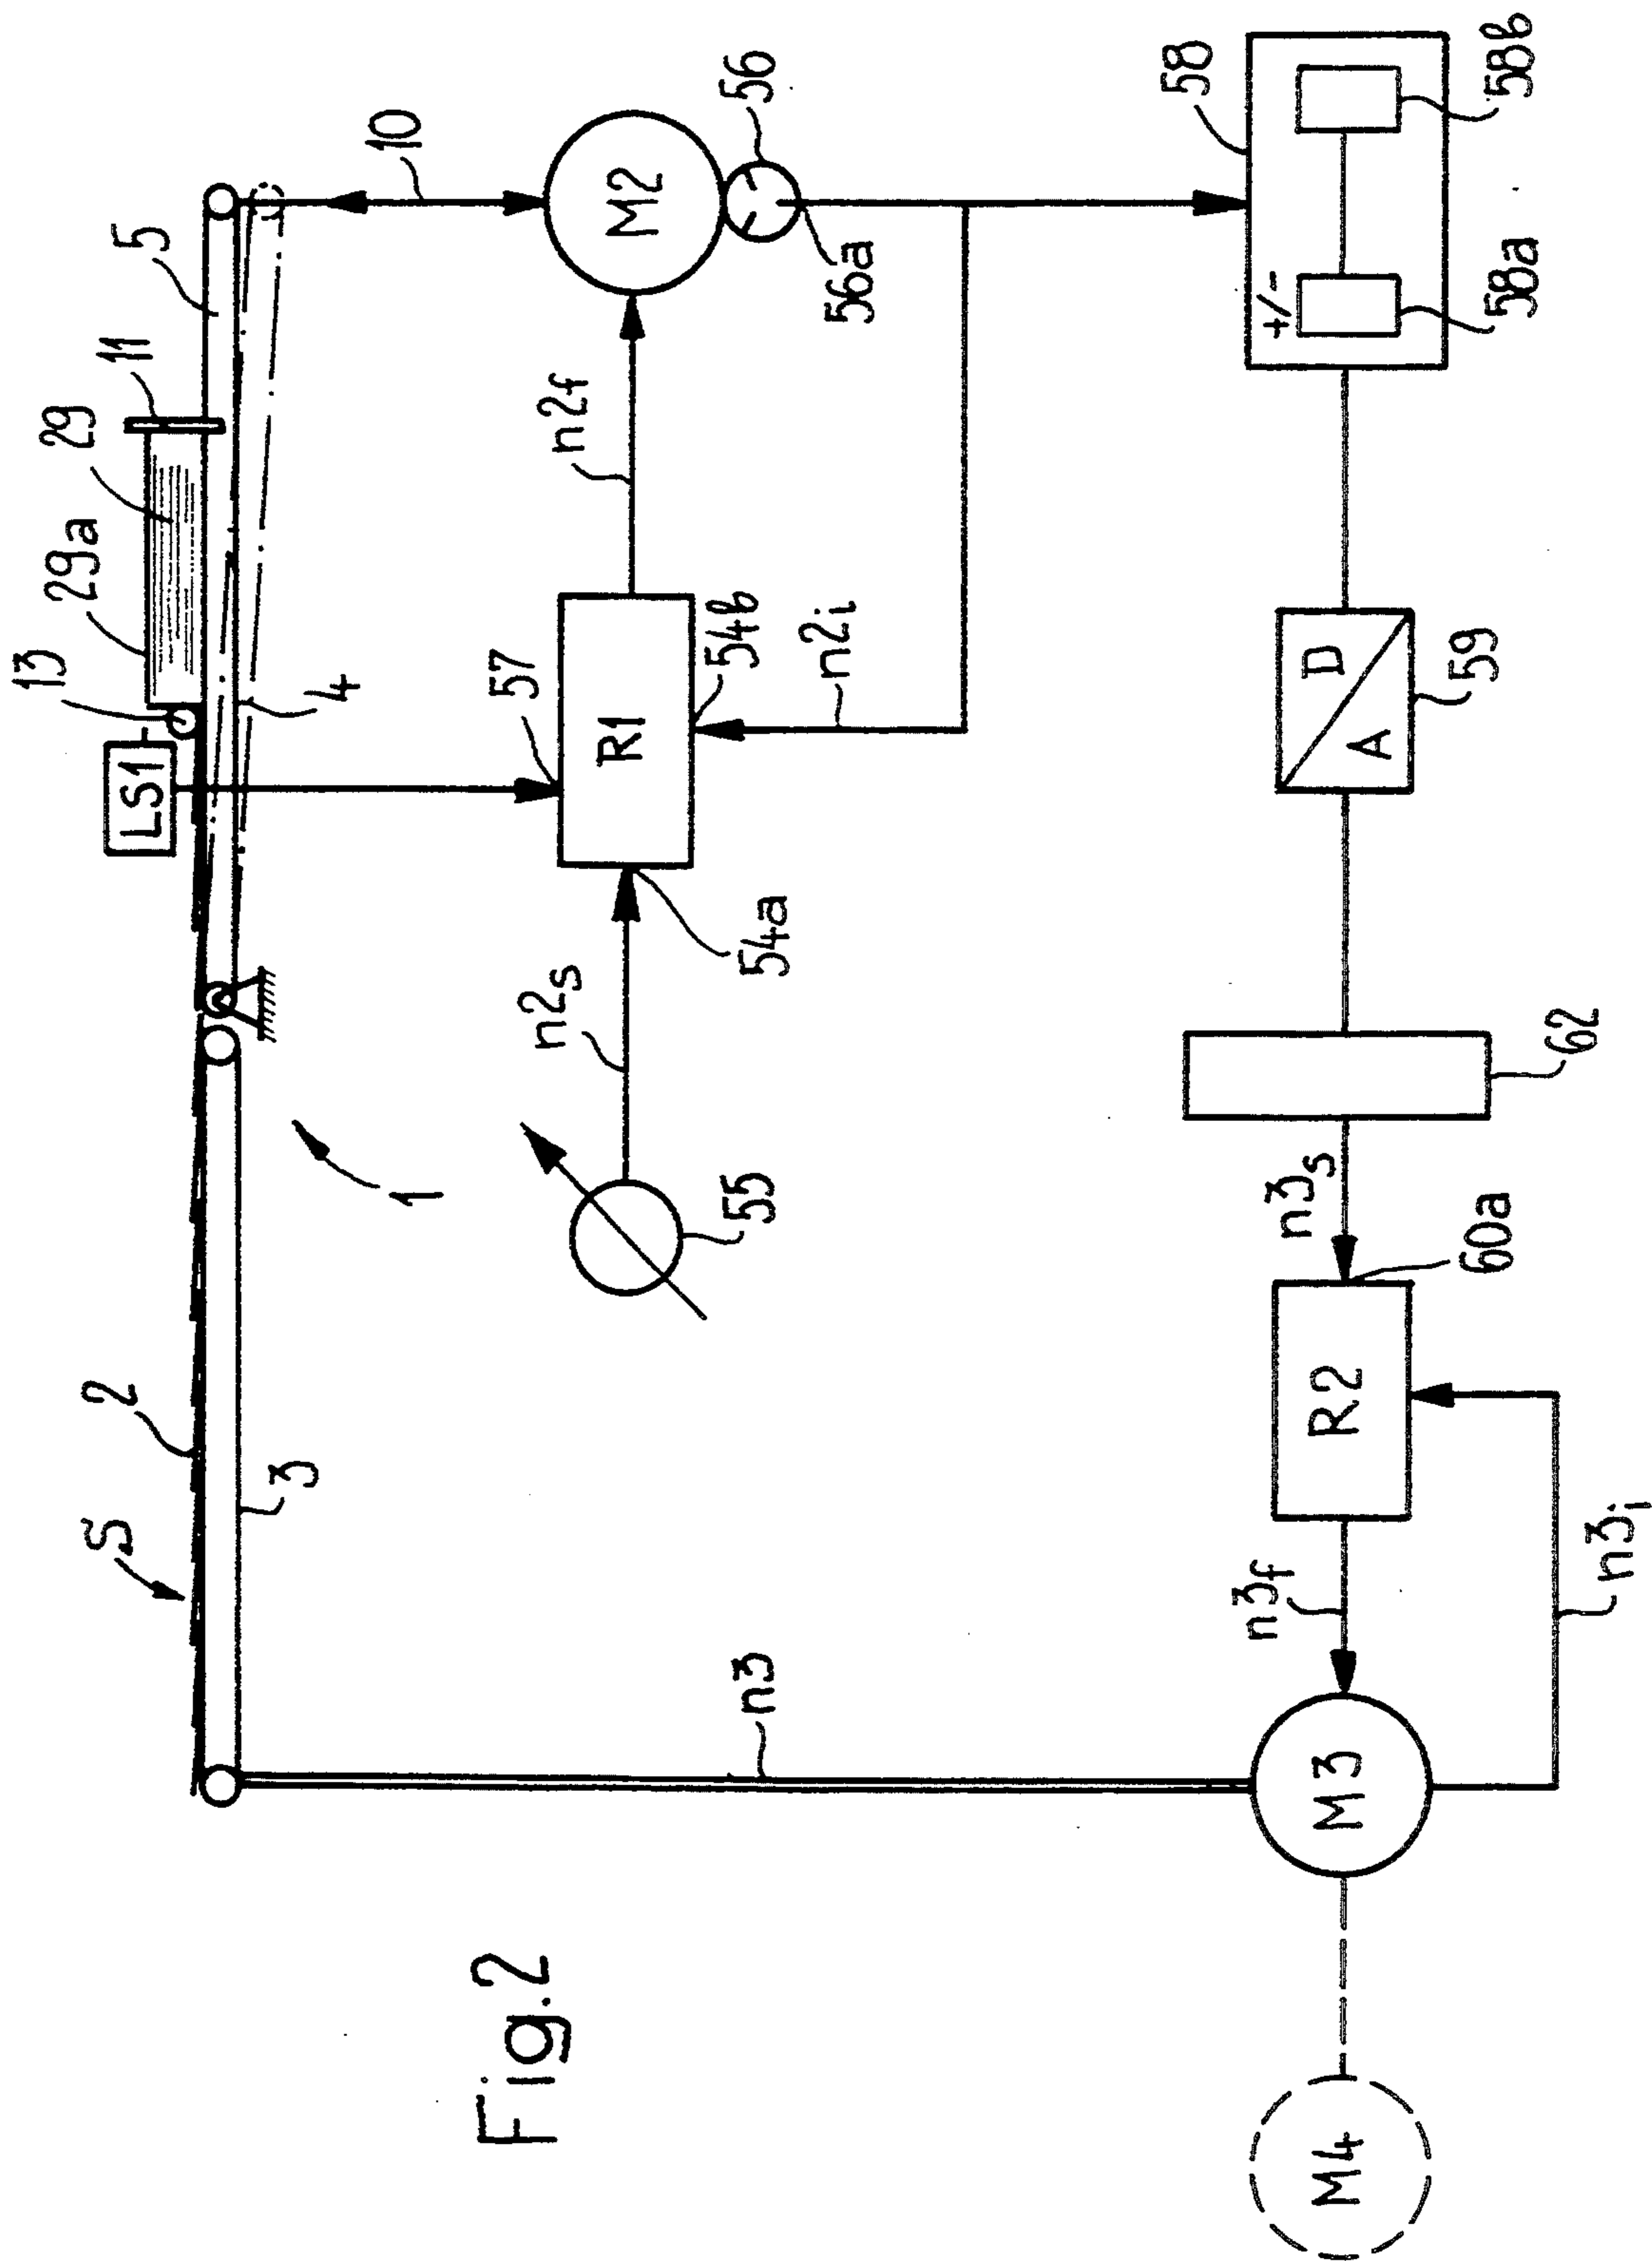 Fig.2
S
2
3
1
LS1
13
29a
29
11
5
10
4
n3
55
n2s
54a
57
R1
54b
n2i
n2f
M2
56
56a
58
+/-
58a
58b
D
A
59
62
n3s
60a
R2
n3f
n3i
M3
M4